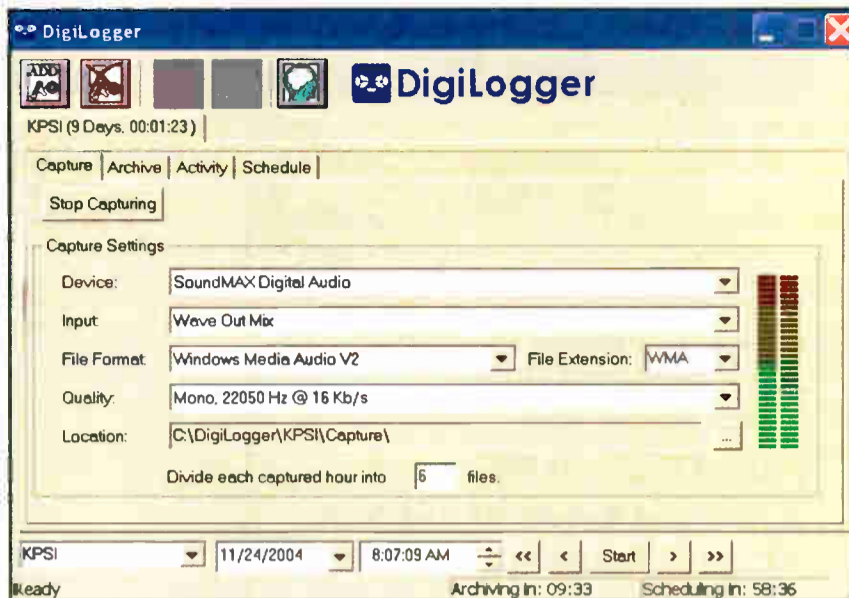 DigiLogger
ADD
DigiLogger
KPSI (9 Days, 00:01:23)
Capture Archive Activity Schedule
Stop Capturing
Capture Settings
Device: SoundMAX Digital Audio
Input: Wave Out Mix
File Format: Windows Media Audio V2 File Extension: WMA
Quality: Mono, 22050 Hz @ 16 Kb/s
Location: C:\DigiLogger\KPSI\Capture\ ...
Divide each captured hour into 6 files.
KPSI 11/24/2004 8:07:09 AM << < Start > >>
Ready Archiving In: 09:33 Scheduling In: 58:36